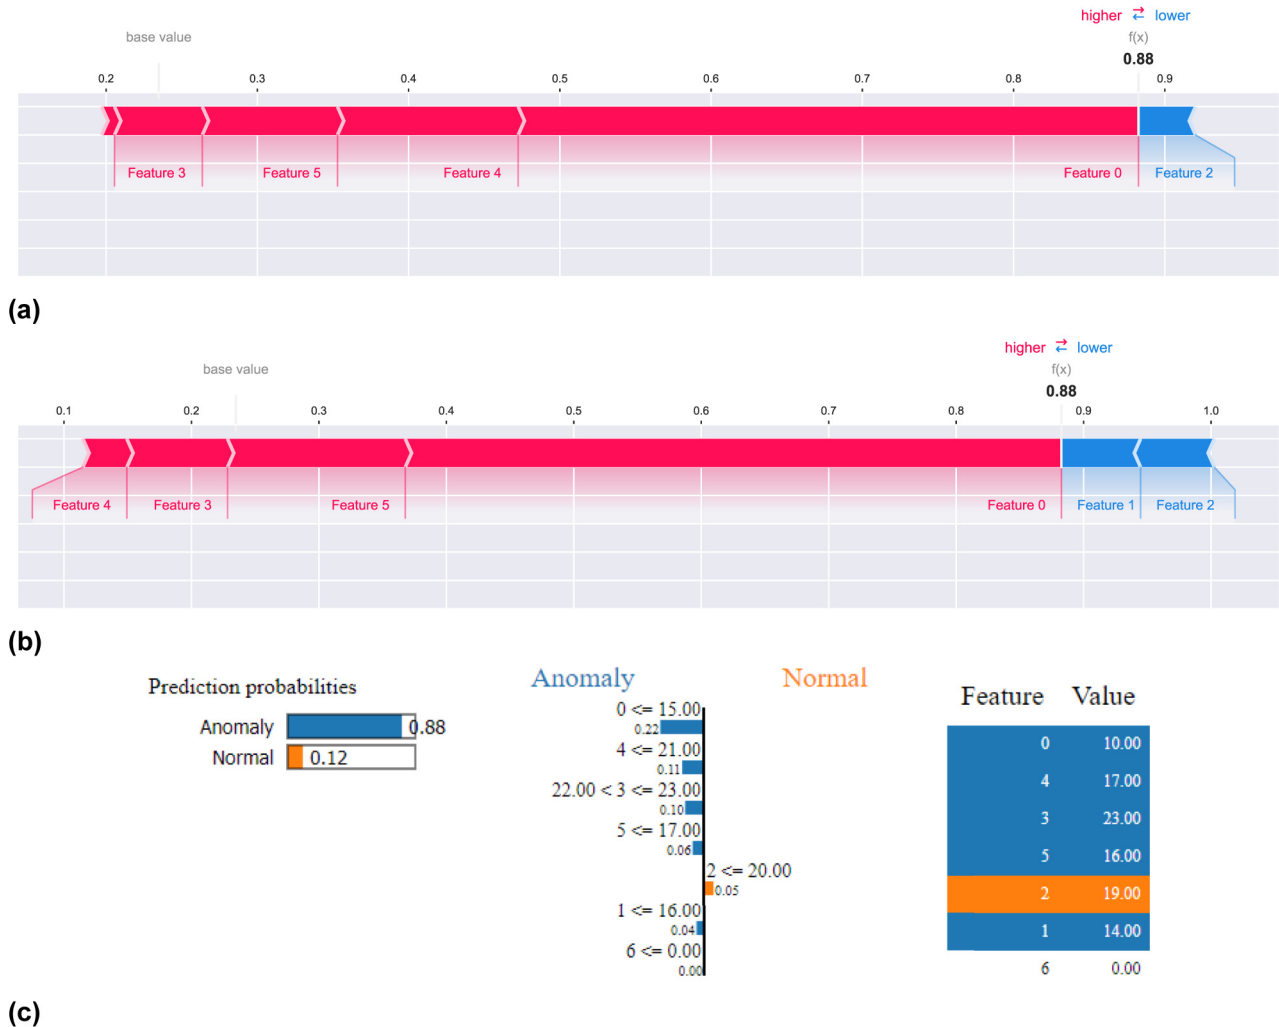 higher lower
base value f(x)
0.88
0.2 0.3 0.4 0.5 0.6 0.7 0.8 0.9
Feature 3 Feature 5 Feature 4 Feature 0 Feature 2
(a)
higher lower
base value f(x)
0.88
0.1 0.2 0.3 0.4 0.5 0.6 0.7 0.8 0.9 1.0
Feature 4 Feature 3 Feature 5 Feature 0 Feature 1 Feature 2
(b)
Prediction probabilities
Anomaly 0.88
Normal 0.12
Anomaly Normal
0 <= 15.00
0.22
4 <= 21.00
0.11
22.00 < 3 <= 23.00
0.10
5 <= 17.00
0.06
2 <= 20.00
0.05
1 <= 16.00
0.04
6 <= 0.00
0.00
Feature Value
0 10.00
4 17.00
3 23.00
5 16.00
2 19.00
1 14.00
6 0.00
(c)